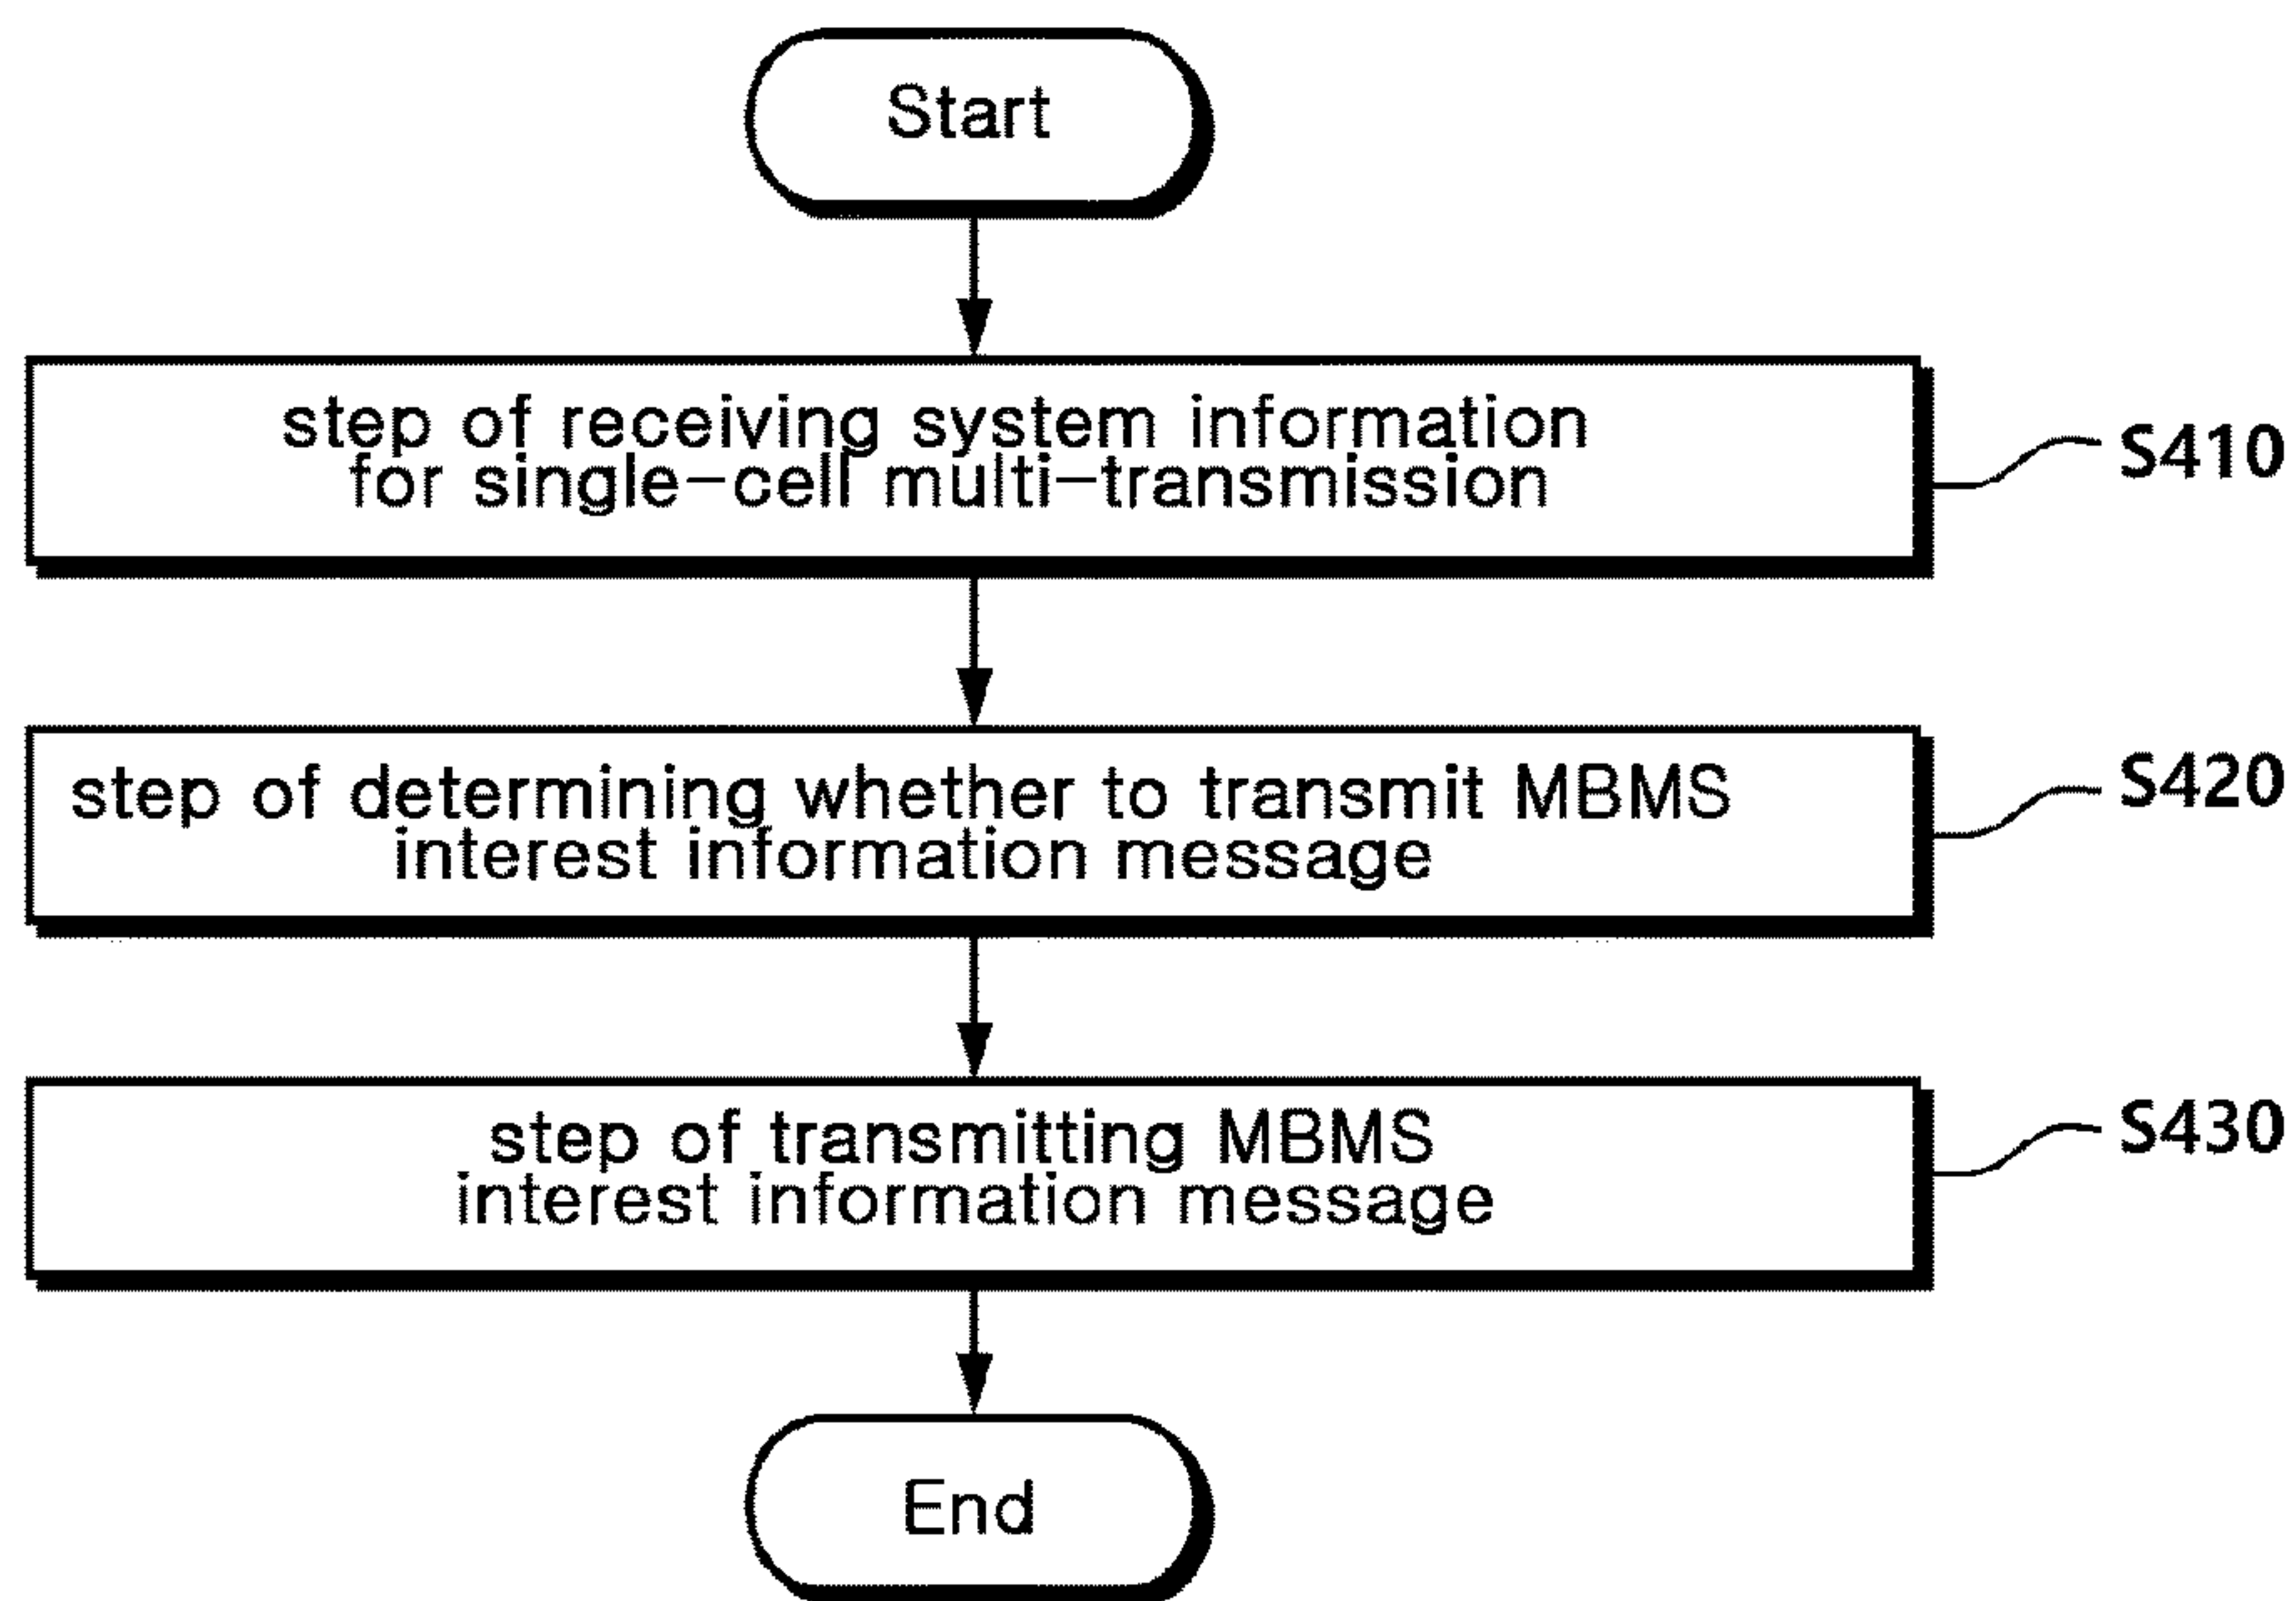 Start
step of receiving system information
for single-cell multi-transmission
S410
step of determining whether to transmit MBMS
interest information message
S420
step of transmitting MBMS
interest information message
S430
End